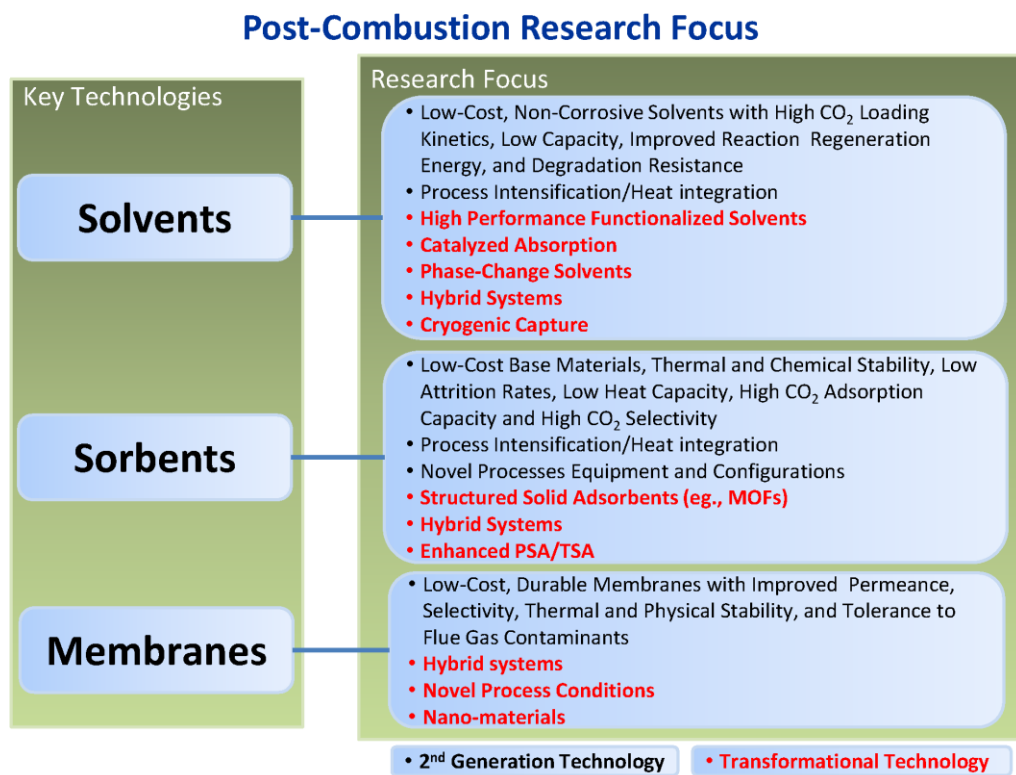 Post-Combustion Research Focus
Key Technologies
Research Focus
Solvents
• Low-Cost, Non-Corrosive Solvents with High CO₂ Loading
Kinetics, Low Capacity, Improved Reaction Regeneration
Energy, and Degradation Resistance
• Process Intensification/Heat integration
• High Performance Functionalized Solvents
• Catalyzed Absorption
• Phase-Change Solvents
• Hybrid Systems
• Cryogenic Capture
Sorbents
• Low-Cost Base Materials, Thermal and Chemical Stability, Low
Attrition Rates, Low Heat Capacity, High CO₂ Adsorption
Capacity and High CO₂ Selectivity
• Process Intensification/Heat integration
• Novel Processes Equipment and Configurations
• Structured Solid Adsorbents (eg., MOFs)
• Hybrid Systems
• Enhanced PSA/TSA
Membranes
• Low-Cost, Durable Membranes with Improved Permeance,
Selectivity, Thermal and Physical Stability, and Tolerance to
Flue Gas Contaminants
• Hybrid systems
• Novel Process Conditions
• Nano-materials
• 2nd Generation Technology
• Transformational Technology